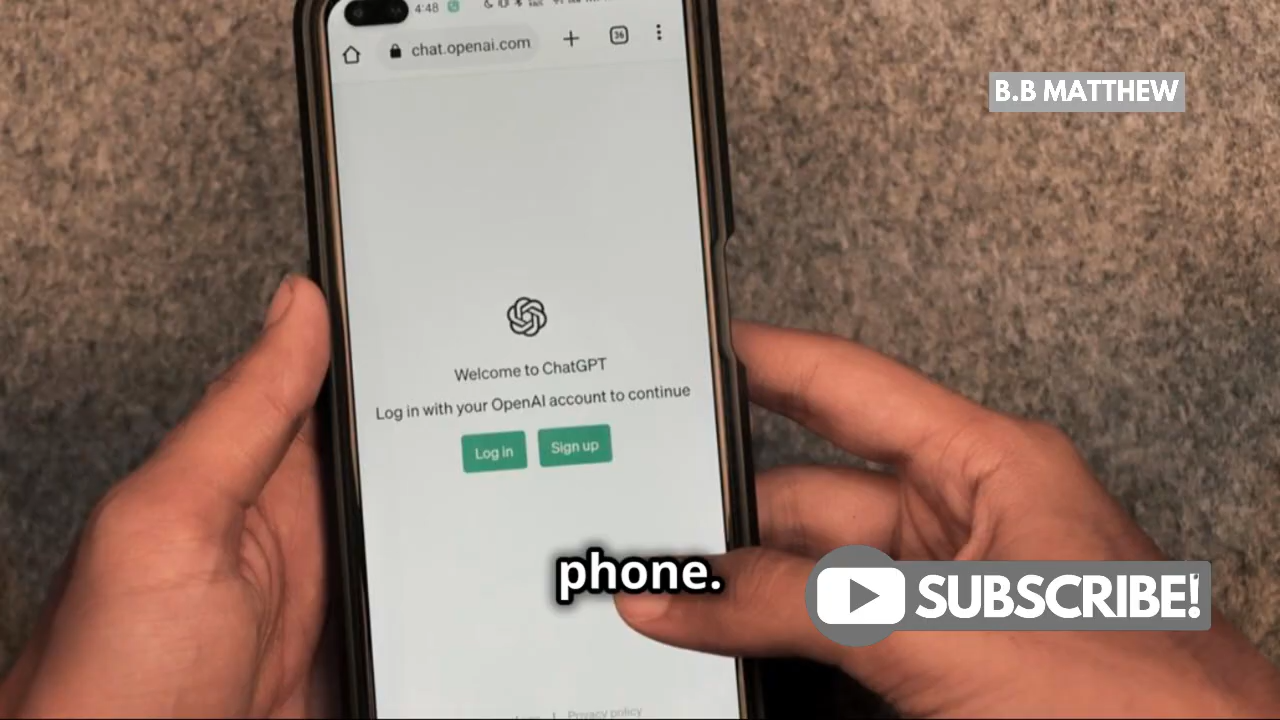 4:48
chat.openai.com
36
B.B MATTHEW
Welcome to ChatGPT
Log in with your OpenAI account to continue
Log in
Sign up
phone.
SUBSCRIBE!
Privacy policy